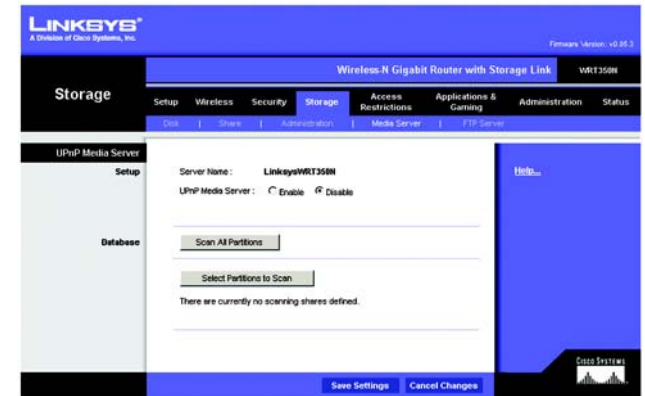 LINKSYS®
A Division of Cisco Systems, Inc.
Firmware Version: v0.95.3
Wireless-N Gigabit Router with Storage Link WRT350N
Storage
Setup Wireless Security Storage Access Restrictions Applications & Gaming Administration Status
Disk | Share | Administration | Media Server | FTP Server
UPnP Media Server
Setup
Server Name : LinksysWRT350N
Help...
UPnP Media Server : Enable Disable
Database
Scan All Partitions
Select Partitions to Scan
There are currently no scanning shares defined.
CISCO SYSTEMS
Save Settings Cancel Changes